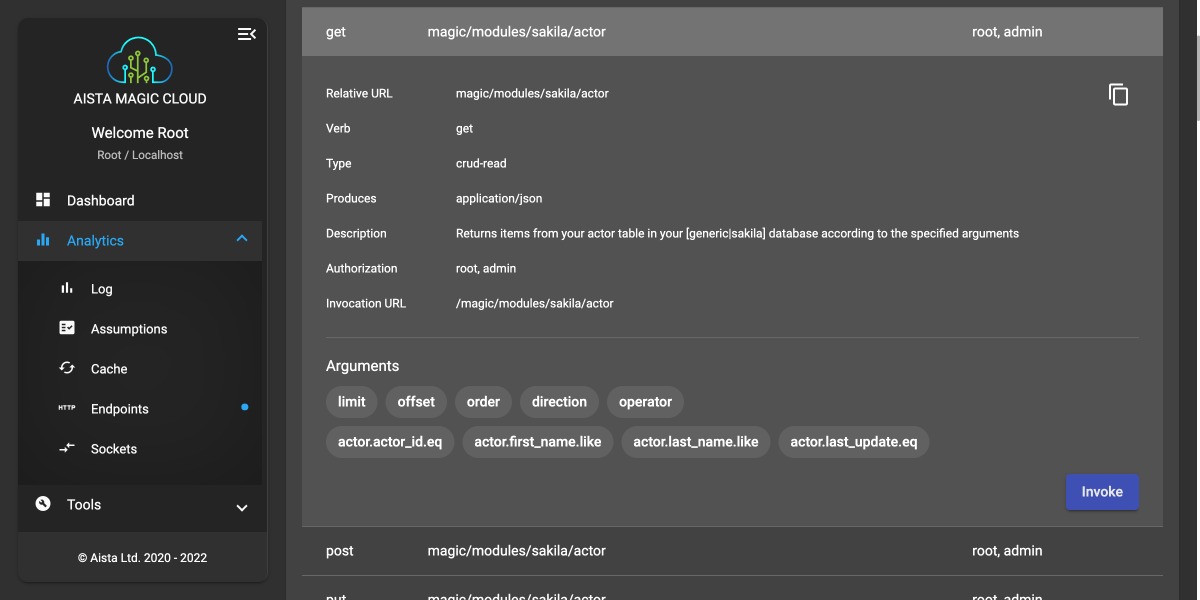 AISTA MAGIC CLOUD
Welcome Root
Root / Localhost
Dashboard
Analytics
Log
Assumptions
Cache
HTTP Endpoints
Sockets
Tools
© Aista Ltd. 2020 - 2022
get magic/modules/sakila/actor root, admin
Relative URL magic/modules/sakila/actor
Verb get
Type crud-read
Produces application/json
Description Returns items from your actor table in your [generic|sakila] database according to the specified arguments
Authorization root, admin
Invocation URL /magic/modules/sakila/actor
Arguments
limit offset order direction operator
actor.actor_id.eq actor.first_name.like actor.last_name.like actor.last_update.eq
Invoke
post magic/modules/sakila/actor root, admin
put magic/modules/sakila/actor root, admin